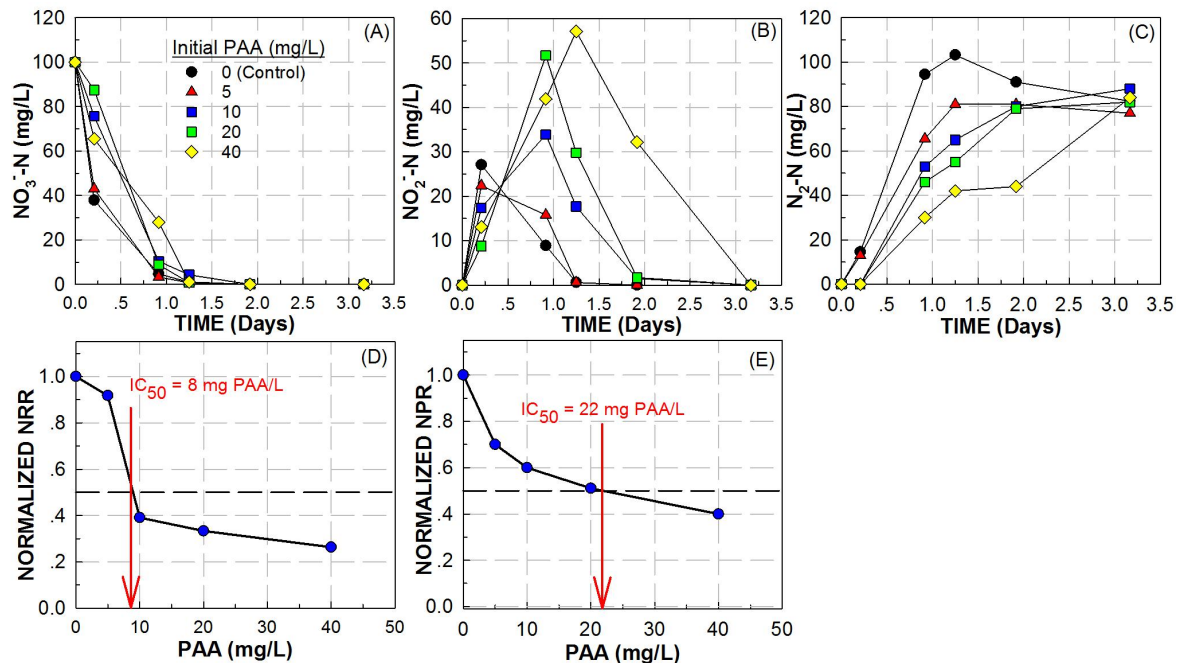 120
100
80
60
40
20
0
NO3⁻-N (mg/L)
(A)
Initial PAA (mg/L)
0 (Control)
5
10
20
40
0 .5 1.0 1.5 2.0 2.5 3.0 3.5
TIME (Days)
60
50
40
30
20
10
0
NO2⁻-N (mg/L)
(B)
0 .5 1.0 1.5 2.0 2.5 3.0 3.5
TIME (Days)
120
100
80
60
40
20
0
N2-N (mg/L)
(C)
0.0 .5 1.0 1.5 2.0 2.5 3.0 3.5
TIME (Days)
1.0
.8
.6
.4
.2
0.0
NORMALIZED NRR
(D)
IC50 = 8 mg PAA/L
0 10 20 30 40 50
PAA (mg/L)
1.0
.8
.6
.4
.2
0.0
NORMALIZED NPR
(E)
IC50 = 22 mg PAA/L
0 10 20 30 40 50
PAA (mg/L)